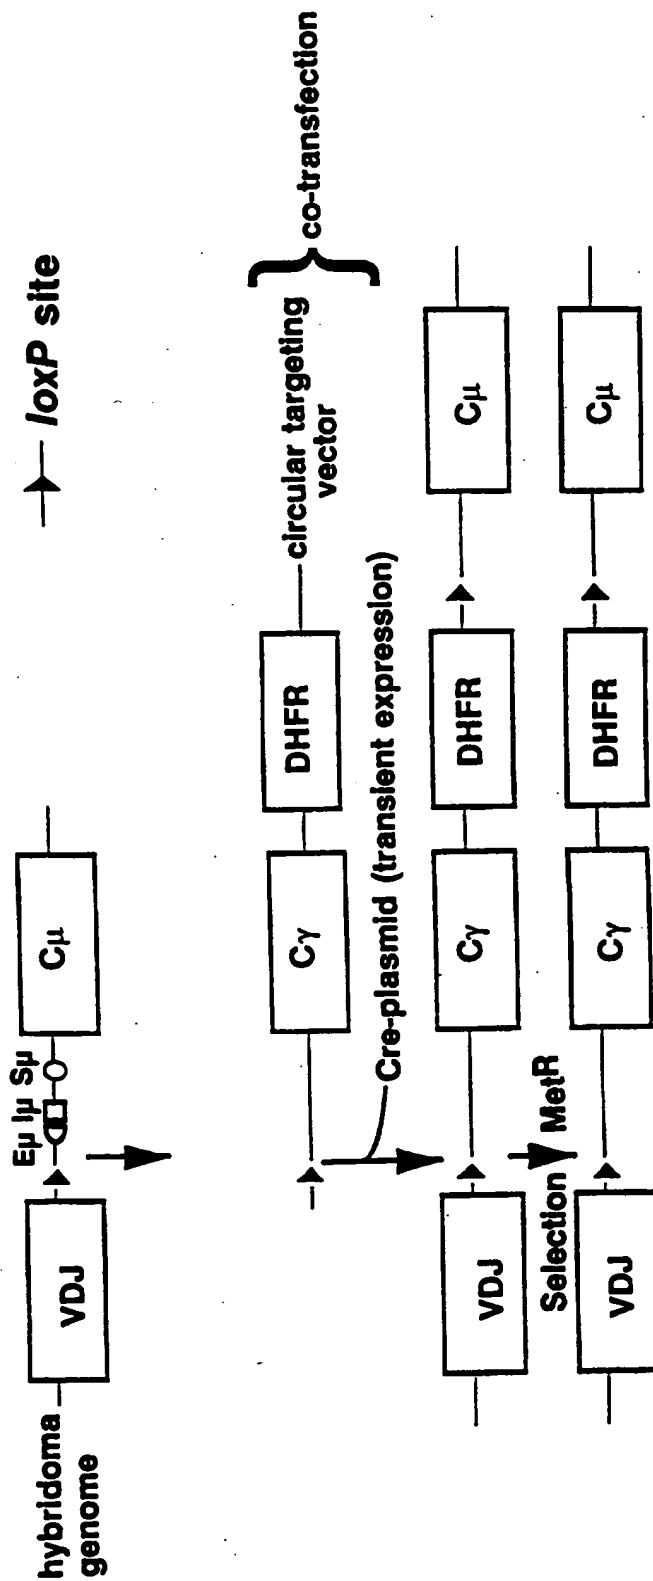 loxP site
hybridoma
genome
VDJ
Eμ Iμ Sμ
Cμ
Cγ
DHFR
circular targeting
vector
co-transfection
Cre-plasmid (transient expression)
VDJ
Cγ
DHFR
Cμ
Selection MetR
VDJ
Cγ
DHFR
Cμ